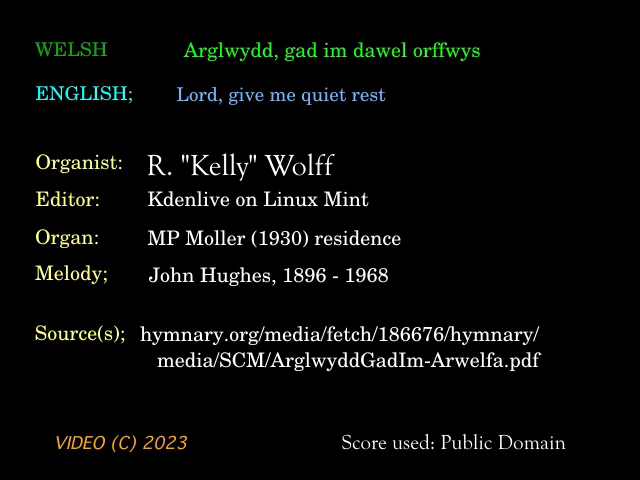 WELSH Arglwydd, gad im dawel orffwys
ENGLISH; Lord, give me quiet rest
Organist: R. "Kelly" Wolff
Editor: Kdenlive on Linux Mint
Organ: MP Moller (1930) residence
Melody; John Hughes, 1896 - 1968
Source(s); hymnary.org/media/fetch/186676/hymnary/
media/SCM/ArglwyddGadIm-Arwelfa.pdf
VIDEO (C) 2023 Score used: Public Domain